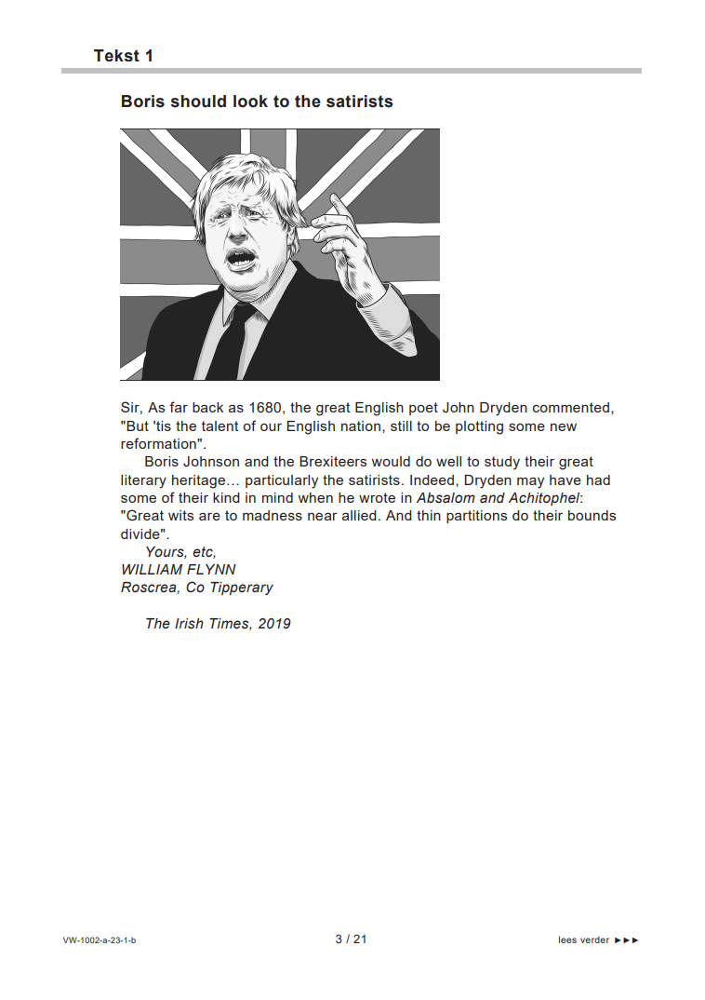 Tekst 1
Boris should look to the satirists
Sir, As far back as 1680, the great English poet John Dryden commented,
"But 'tis the talent of our English nation, still to be plotting some new
reformation".
Boris Johnson and the Brexiteers would do well to study their great
literary heritage… particularly the satirists. Indeed, Dryden may have had
some of their kind in mind when he wrote in Absalom and Achitophel:
"Great wits are to madness near allied. And thin partitions do their bounds
divide".
Yours, etc,
WILLIAM FLYNN
Roscrea, Co Tipperary
The Irish Times, 2019
VW-1002-a-23-1-b
3 / 21
lees verder ►►►